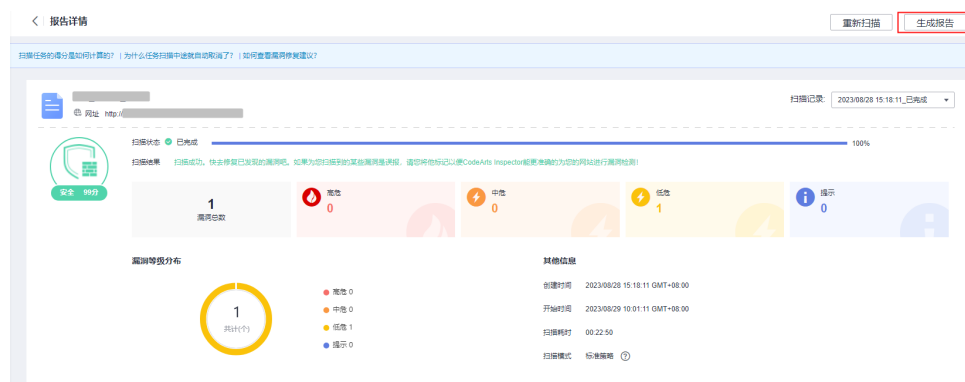 报告详情
重新扫描
生成报告
扫描任务的得分是如何计算的? | 为什么任务扫描中途就自动取消了? | 如何查看漏洞修复建议?
网址 http://
扫描记录: 2023/08/28 15:18:11_已完成
扫描状态 已完成 100%
扫描结果 扫描成功。快去修复已发现的漏洞吧。如果为您扫描到的某些漏洞是误报，请您将他标记以便CodeArts Inspector能更准确的为您的网站进行漏洞检测!
安全 99分
1
漏洞总数
高危
0
中危
0
低危
1
提示
0
漏洞等级分布
1
共计(个)
高危 0
中危 0
低危 1
提示 0
其他信息
创建时间 2023/08/28 15:18:11 GMT+08:00
开始时间 2023/08/29 10:01:11 GMT+08:00
扫描耗时 00:22:50
扫描模式 标准策略